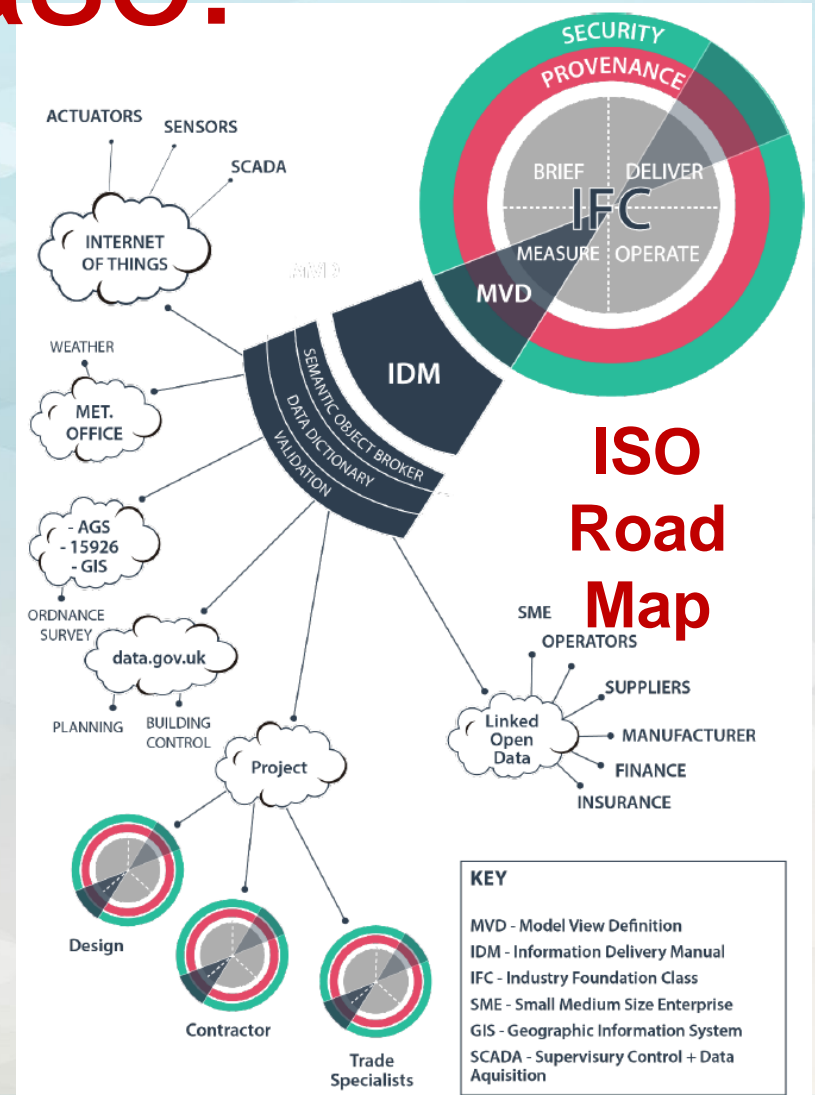 ISO
Road
Map
SECURITY
PROVENANCE
BRIEF
DELIVER
IFC
MEASURE
OPERATE
MVD
IDM
SEMANTIC OBJECT BROKER
DATA DICTIONARY
VALIDATION
ACTUATORS
SENSORS
SCADA
INTERNET
OF THINGS
WEATHER
MET.
OFFICE
- AGS
- 15926
- GIS
ORDNANCE
SURVEY
data.gov.uk
PLANNING
BUILDING
CONTROL
Project
Design
Contractor
Trade
Specialists
Linked
Open
Data
SME
OPERATORS
SUPPLIERS
MANUFACTURER
FINANCE
INSURANCE
KEY
MVD - Model View Definition
IDM - Information Delivery Manual
IFC - Industry Foundation Class
SME - Small Medium Size Enterprise
GIS - Geographic Information System
SCADA - Supervisury Control + Data
Aquisition